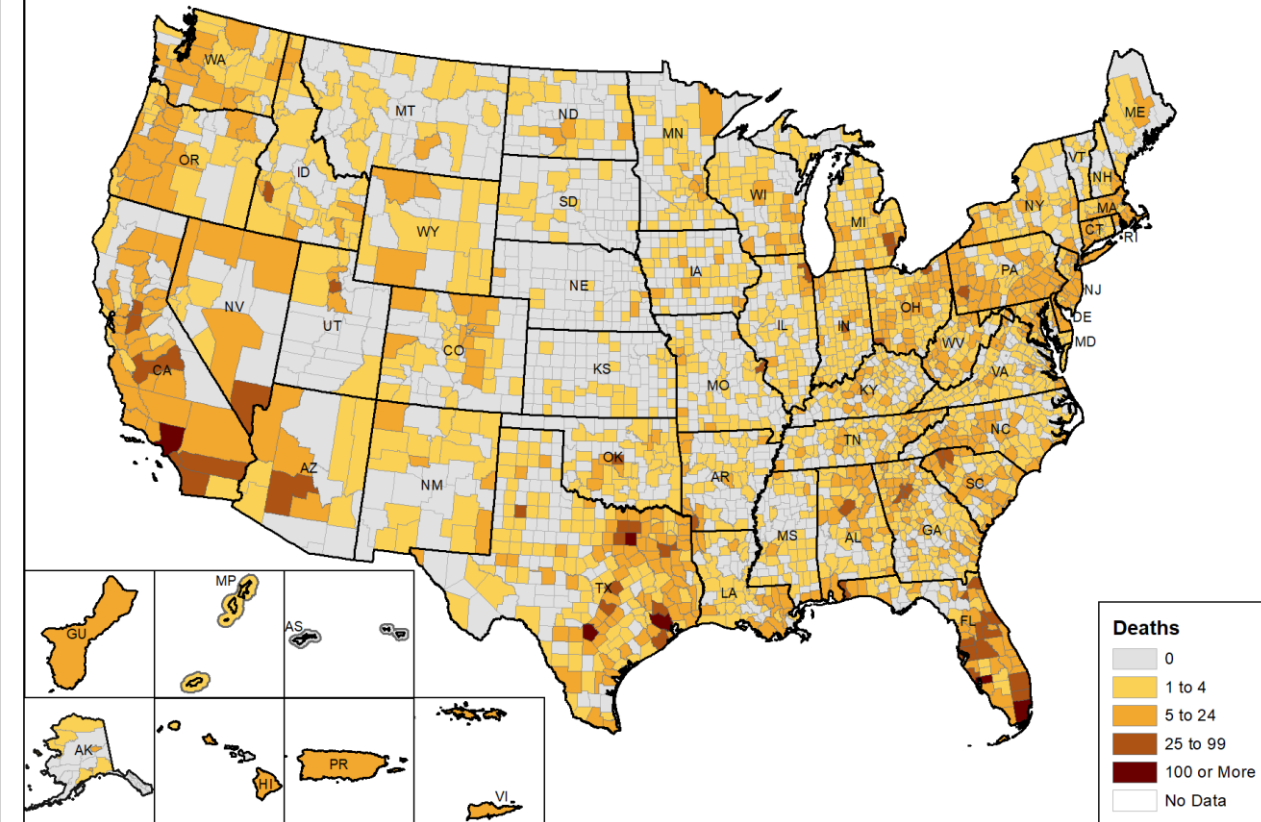 WA
MT
ND
MN
ME
OR
ID
SD
WI
VT
NH
NY
MA
WY
MI
CT
RI
IA
PA
NE
NJ
NV
OH
UT
IL
IN
DE
CO
WV
MD
KS
VA
CA
MO
KY
NC
TN
OK
AZ
AR
NM
SC
GA
MS
AL
TX
LA
MP
FL
GU
AS
AK
HI
PR
VI
Deaths
0
1 to 4
5 to 24
25 to 99
100 or More
No Data